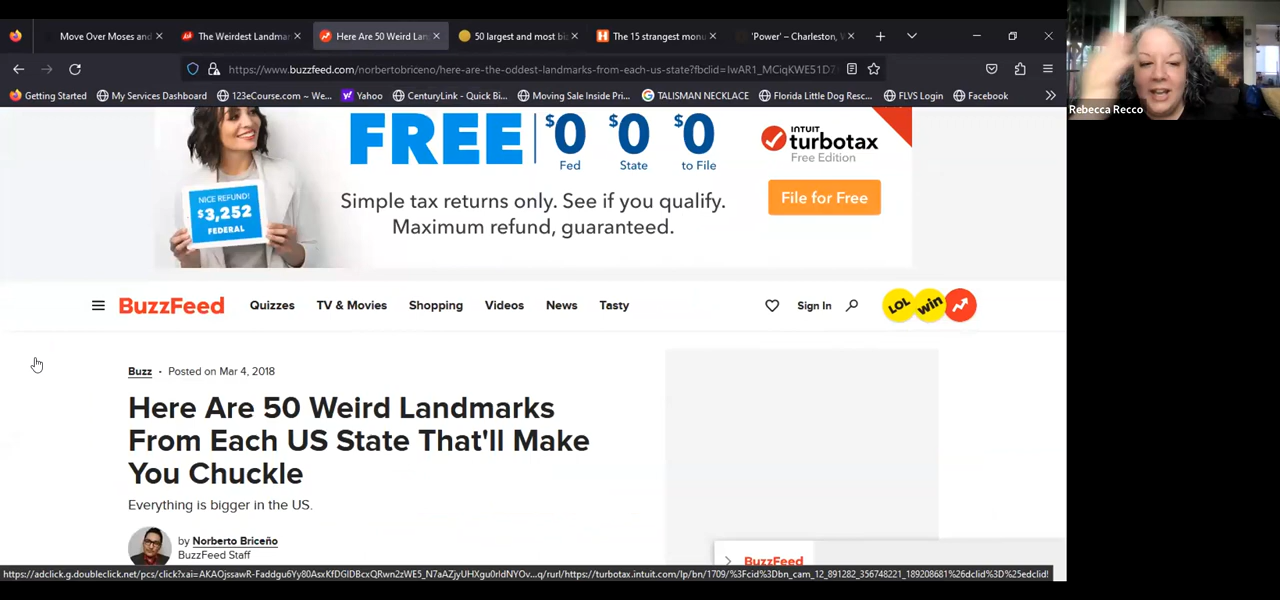 Move Over Moses and
The Weirdest Landmar
Here Are 50 Weird Lan
50 largest and most bi
The 15 strangest monu
'Power' – Charleston, W
https://www.buzzfeed.com/norbertobriceno/here-are-the-oddest-landmarks-from-each-us-state?fbclid=IwAR1_MCiqKWE51D7
Getting Started
My Services Dashboard
123eCourse.com ~ We...
Yahoo
CenturyLink - Quick Bi...
Moving Sale Inside Pri...
TALISMAN NECKLACE
Florida Little Dog Resc...
FLVS Login
Facebook
Rebecca Recco
FREE
$0 Fed
$0 State
$0 to File
INTUIT
turbotax
Free Edition
NICE REFUND!
$3,252
FEDERAL
Simple tax returns only. See if you qualify.
Maximum refund, guaranteed.
File for Free
BuzzFeed
Quizzes
TV & Movies
Shopping
Videos
News
Tasty
Sign In
LOL
win
Buzz · Posted on Mar 4, 2018
Here Are 50 Weird Landmarks
From Each US State That'll Make
You Chuckle
Everything is bigger in the US.
by Norberto Briceño
BuzzFeed Staff
BuzzFeed